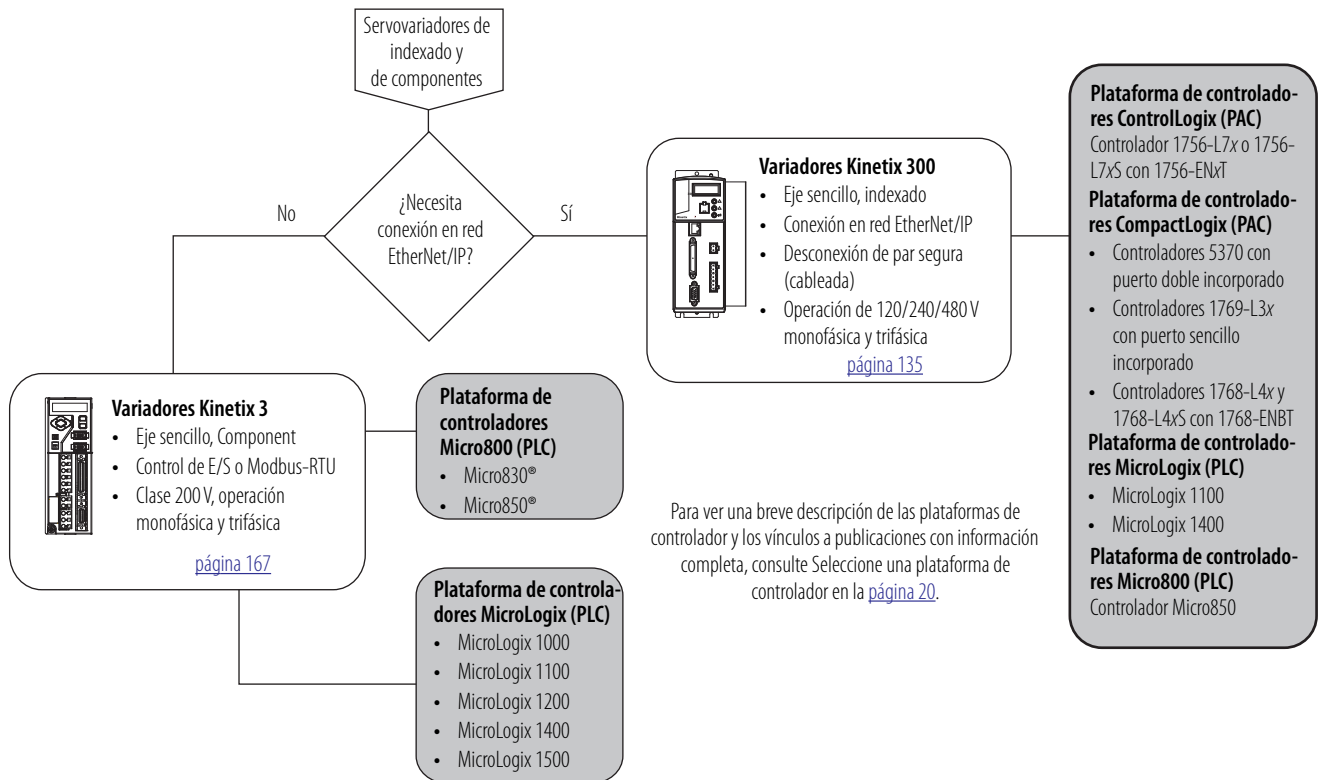 Servovariadores de
indexado y
de componentes
¿Necesita
conexión en red
EtherNet/IP?
No
Sí
Variadores Kinetix 300
• Eje sencillo, indexado
• Conexión en red EtherNet/IP
• Desconexión de par segura
(cableada)
• Operación de 120/240/480 V
monofásica y trifásica
página 135
Plataforma de controlado-
res ControlLogix (PAC)
Controlador 1756-L7x o 1756-
L7xS con 1756-ENxT
Plataforma de controlado-
res CompactLogix (PAC)
• Controladores 5370 con
puerto doble incorporado
• Controladores 1769-L3x
con puerto sencillo
incorporado
• Controladores 1768-L4x y
1768-L4xS con 1768-ENBT
Plataforma de controlado-
res MicroLogix (PLC)
• MicroLogix 1100
• MicroLogix 1400
Plataforma de controlado-
res Micro800 (PLC)
Controlador Micro850
Variadores Kinetix 3
• Eje sencillo, Component
• Control de E/S o Modbus-RTU
• Clase 200 V, operación
monofásica y trifásica
página 167
Plataforma de
controladores
Micro800 (PLC)
• Micro830®
• Micro850®
Para ver una breve descripción de las plataformas de
controlador y los vínculos a publicaciones con información
completa, consulte Seleccione una plataforma de
controlador en la página 20.
Plataforma de controla-
dores MicroLogix (PLC)
• MicroLogix 1000
• MicroLogix 1100
• MicroLogix 1200
• MicroLogix 1400
• MicroLogix 1500